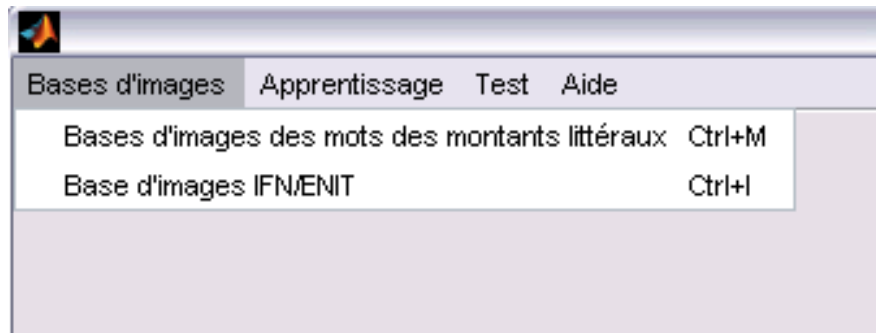 Bases d'images Apprentissage Test Aide
Bases d'images des mots des montants littéraux Ctrl+M
Base d'images IFN/ENIT Ctrl+I